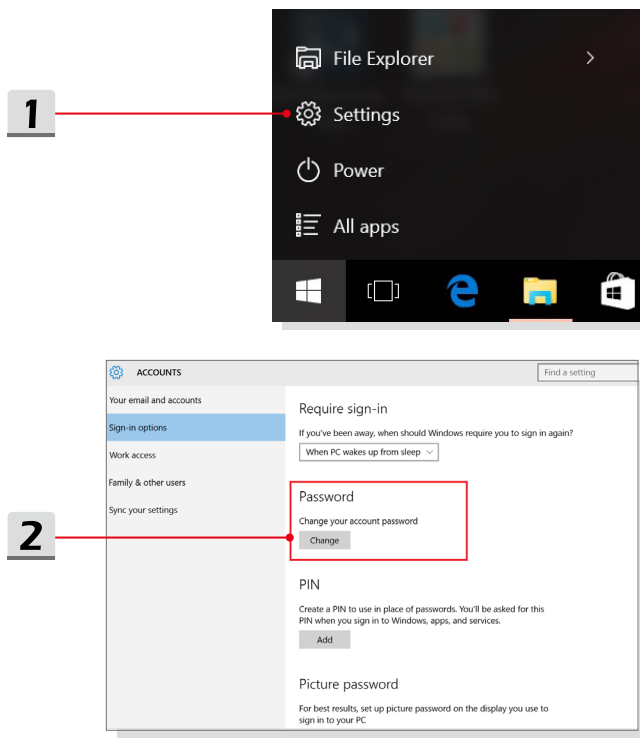 1
File Explorer
Settings
Power
All apps
2
ACCOUNTS
Find a setting
Your email and accounts
Sign-in options
Work access
Family & other users
Sync your settings
Require sign-in
If you've been away, when should Windows require you to sign in again?
When PC wakes up from sleep
Password
Change your account password
Change
PIN
Create a PIN to use in place of passwords. You'll be asked for this
PIN when you sign in to Windows, apps, and services.
Add
Picture password
For best results, set up picture password on the display you use to
sign in to your PC